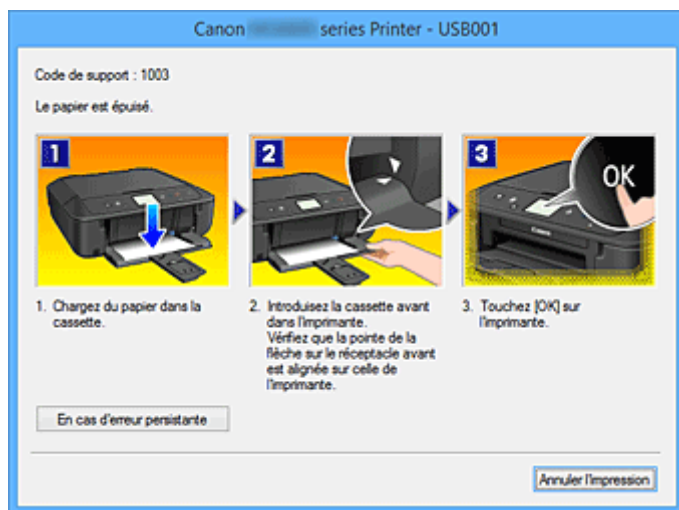 Canon series Printer - USB001
Code de support : 1003
Le papier est épuisé.
1
2
3
OK
Canon
1. Chargez du papier dans la
cassette.
2. Introduisez la cassette avant
dans l'imprimante.
Vérifiez que la pointe de la
flèche sur le réceptacle avant
est alignée sur celle de
l'imprimante.
3. Touchez [OK] sur
l'imprimante.
En cas d'erreur persistante
Annuler l'impression